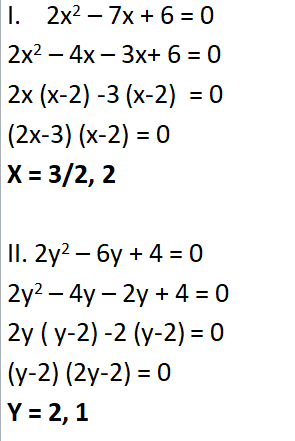 I. 2x² – 7x + 6 = 0
2x² – 4x – 3x+ 6 = 0
2x (x-2) -3 (x-2) = 0
(2x-3) (x-2) = 0
X = 3/2, 2
II. 2y² – 6y + 4 = 0
2y² – 4y – 2y + 4 = 0
2y ( y-2) -2 (y-2) = 0
(y-2) (2y-2) = 0
Y = 2, 1